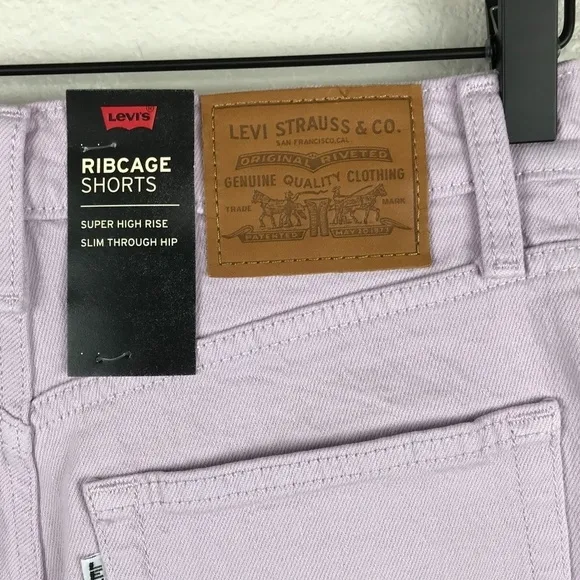 Levi's
RIBCAGE
SHORTS
SUPER HIGH RISE
SLIM THROUGH HIP
LEVI STRAUSS & CO.
SAN FRANCISCO, CAL.
ORIGINAL RIVETED
GENUINE QUALITY CLOTHING
TRADE MARK
PATENTED MAY 20 1873
LE